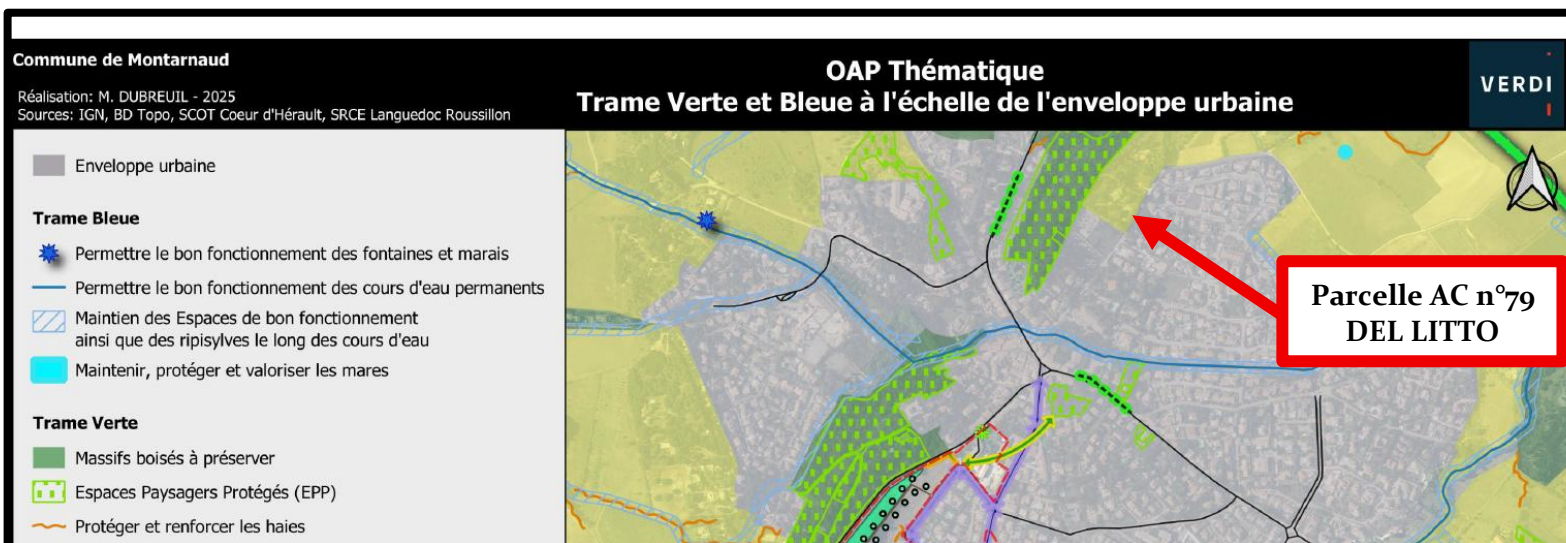 Commune de Montarnaud
Réalisation: M. DUBREUIL - 2025
Sources: IGN, BD Topo, SCOT Coeur d'Hérault, SRCE Languedoc Roussillon
OAP Thématique
Trame Verte et Bleue à l'échelle de l'enveloppe urbaine
VERDI
Enveloppe urbaine
Trame Bleue
Permettre le bon fonctionnement des fontaines et marais
Permettre le bon fonctionnement des cours d'eau permanents
Maintien des Espaces de bon fonctionnement
ainsi que des ripisylves le long des cours d'eau
Maintenir, protéger et valoriser les mares
Trame Verte
Massifs boisés à préserver
Espaces Paysagers Protégés (EPP)
Protéger et renforcer les haies
Parcelle AC n°79
DEL LITTO